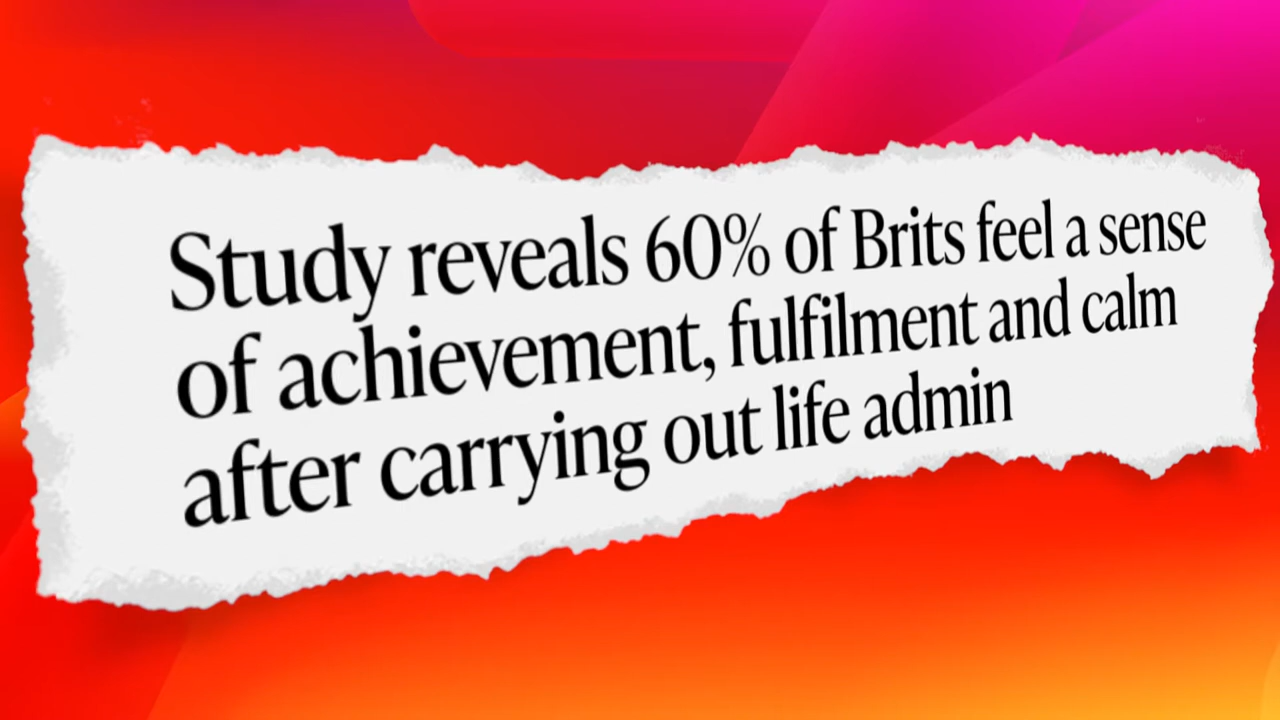 Study reveals 60% of Brits feel a sense
of achievement, fulfilment and calm
after carrying out life admin